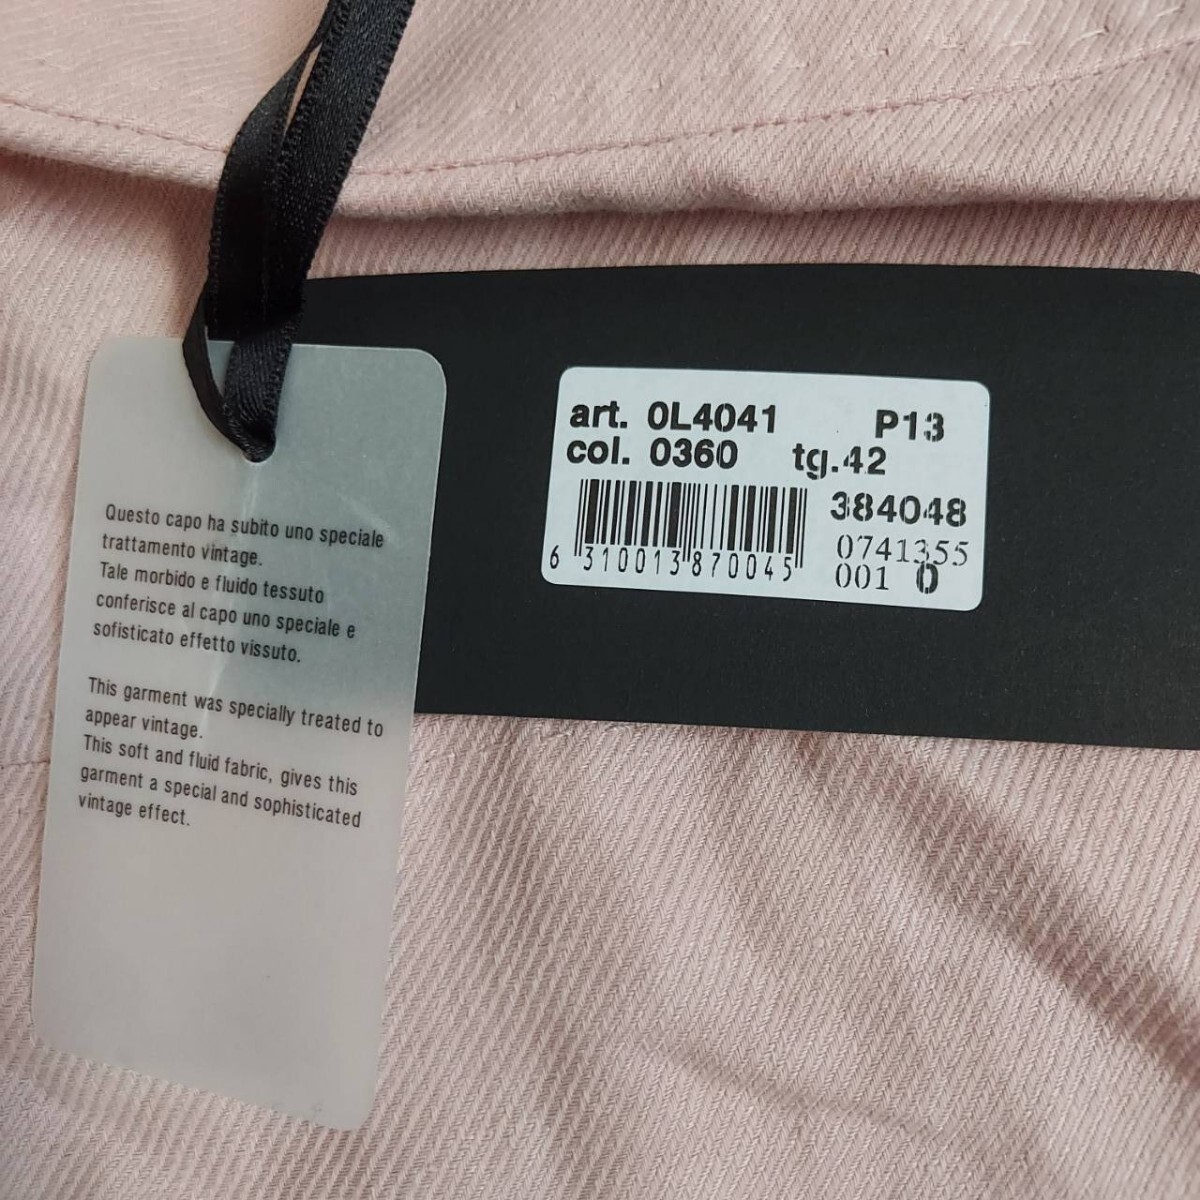 Questo capo ha subito uno speciale
trattamento vintage.
Tale morbido e fluido tessuto
conferisce al capo uno speciale e
sofisticato effetto vissuto.
This garment was specially treated to
appear vintage.
This soft and fluid fabric, gives this
garment a special and sophisticated
vintage effect.
art. 0L4041 P13
col. 0360 tg.42
384048
0741355
001 0
6 310013 870045